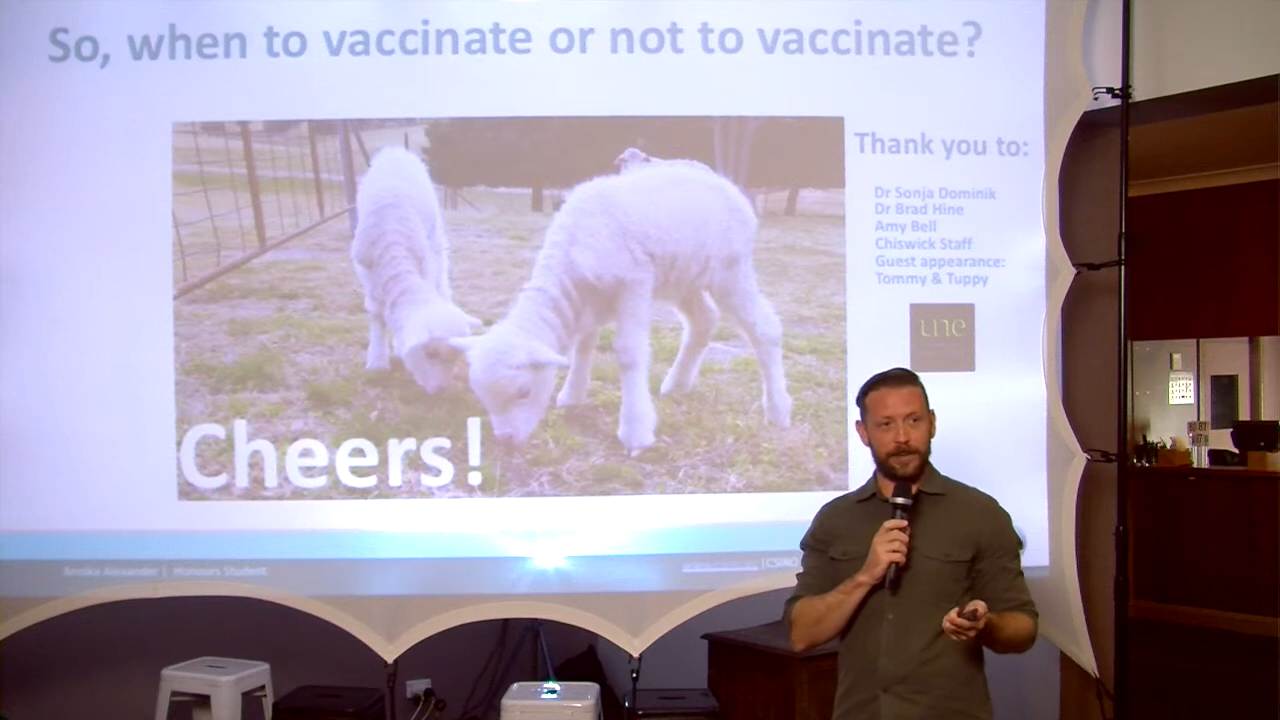 So, when to vaccinate or not to vaccinate?
Thank you to:
Dr Sonja Dominik
Dr Brad Hine
Amy Bell
Chiswick Staff
Guest appearance:
Tommy & Tuppy
une
Cheers!
Alexander | Honours Student
| CSIRO